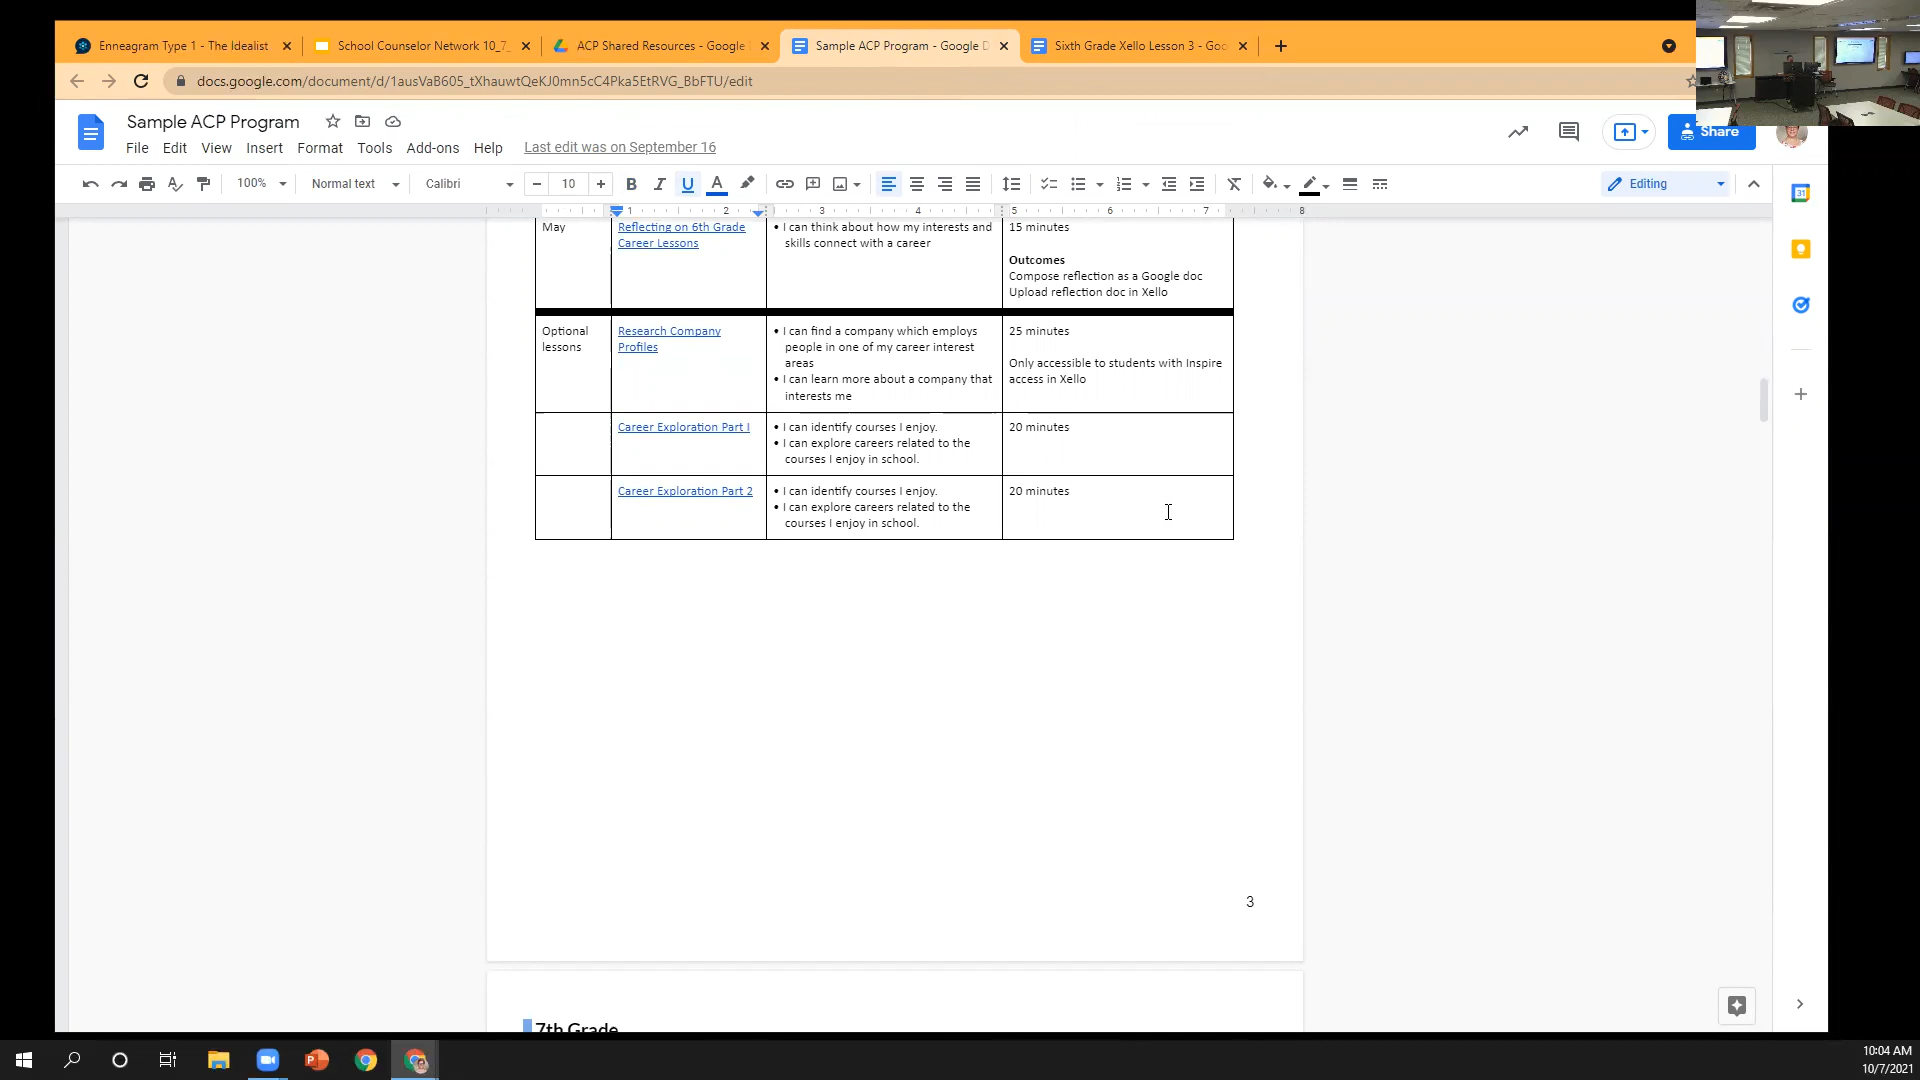 Enneagram Type 1 - The Idealist
School Counselor Network 10_7_
ACP Shared Resources - Google
Sample ACP Program - Google D
Sixth Grade Xello Lesson 3 - Goo
docs.google.com/document/d/1ausVaB605_tXhauwtQeKJ0mn5cC4Pka5EtRVG_BbFTU/edit
Sample ACP Program
File Edit View Insert Format Tools Add-ons Help Last edit was on September 16
Share
100% Normal text Calibri 10 Editing
1 2 3 4 5 6 7 8
May
Reflecting on 6th Grade
Career Lessons
• I can think about how my interests and
skills connect with a career
15 minutes
Outcomes
Compose reflection as a Google doc
Upload reflection doc in Xello
Optional
lessons
Research Company
Profiles
• I can find a company which employs
people in one of my career interest
areas
• I can learn more about a company that
interests me
25 minutes
Only accessible to students with Inspire
access in Xello
Career Exploration Part I
• I can identify courses I enjoy.
• I can explore careers related to the
courses I enjoy in school.
20 minutes
Career Exploration Part 2
• I can identify courses I enjoy.
• I can explore careers related to the
courses I enjoy in school.
20 minutes
3
7th Grade
10:04 AM
10/7/2021